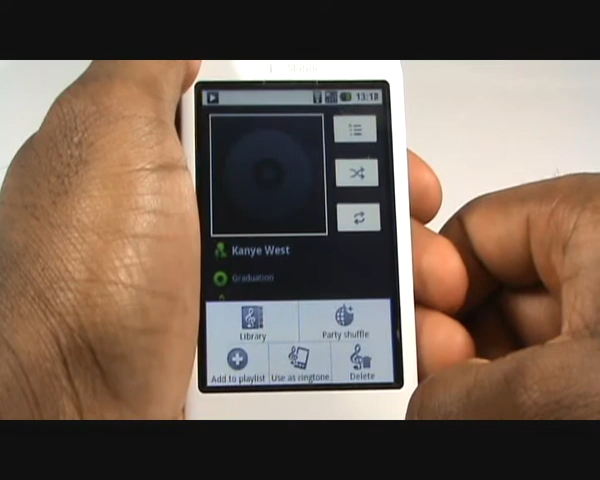 13:18
Kanye West
Graduation
Library
Party shuffle
Add to playlist
Use as ringtone
Delete